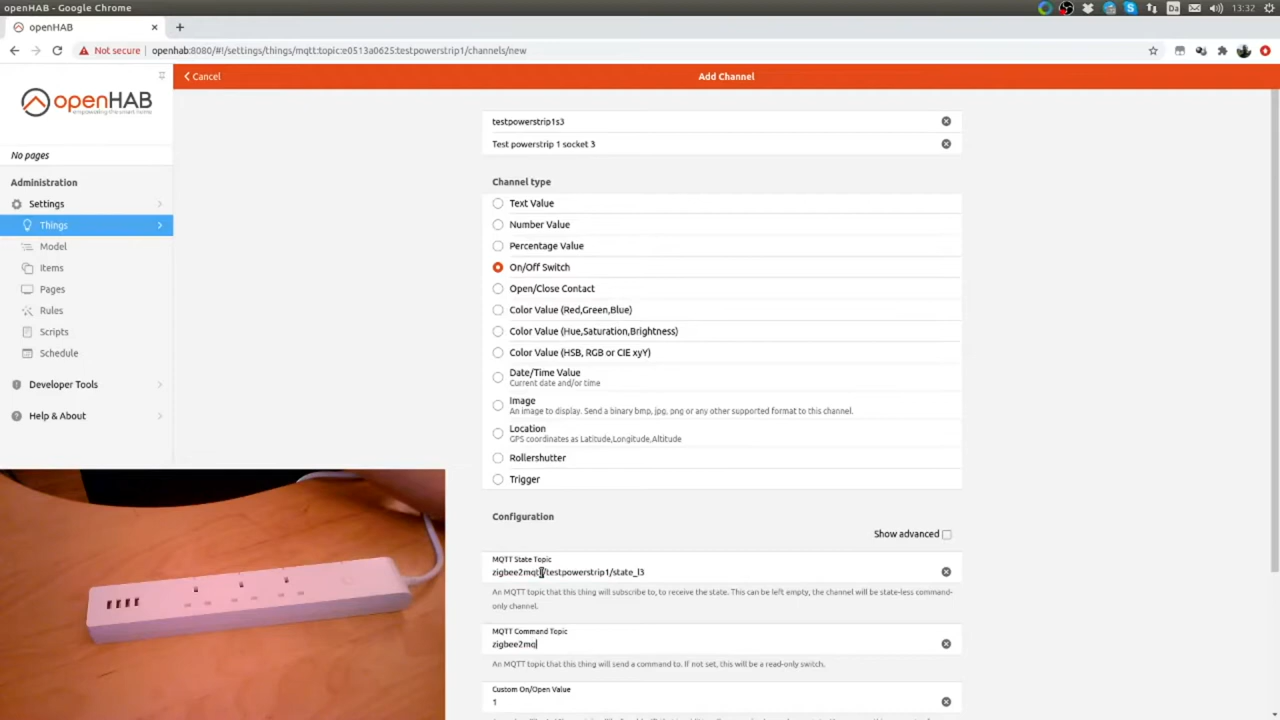 openHAB - Google Chrome
Da
13:32
openHAB
Not secure
openhab:8080/#!/settings/things/mqtt:topic:e0513a0625:testpowerstrip1/channels/new
openHAB
empowering the smart home
No pages
Administration
Settings
Things
Model
Items
Pages
Rules
Scripts
Schedule
Developer Tools
Help & About
Cancel
Add Channel
testpowerstrip1s3
Test powerstrip 1 socket 3
Channel type
Text Value
Number Value
Percentage Value
On/Off Switch
Open/Close Contact
Color Value (Red,Green,Blue)
Color Value (Hue,Saturation,Brightness)
Color Value (HSB, RGB or CIE xyY)
Date/Time Value
Current date and/or time
Image
An image to display. Send a binary bmp, jpg, png or any other supported format to this channel.
Location
GPS coordinates as Latitude,Longitude,Altitude
Rollershutter
Trigger
Configuration
Show advanced
MQTT State Topic
zigbee2mqtt/testpowerstrip1/state_l3
An MQTT topic that this thing will subscribe to, to receive the state. This can be left empty, the channel will be state-less command-
only channel.
MQTT Command Topic
zigbee2mq
An MQTT topic that this thing will send a command to. If not set, this will be a read-only switch.
Custom On/Open Value
1